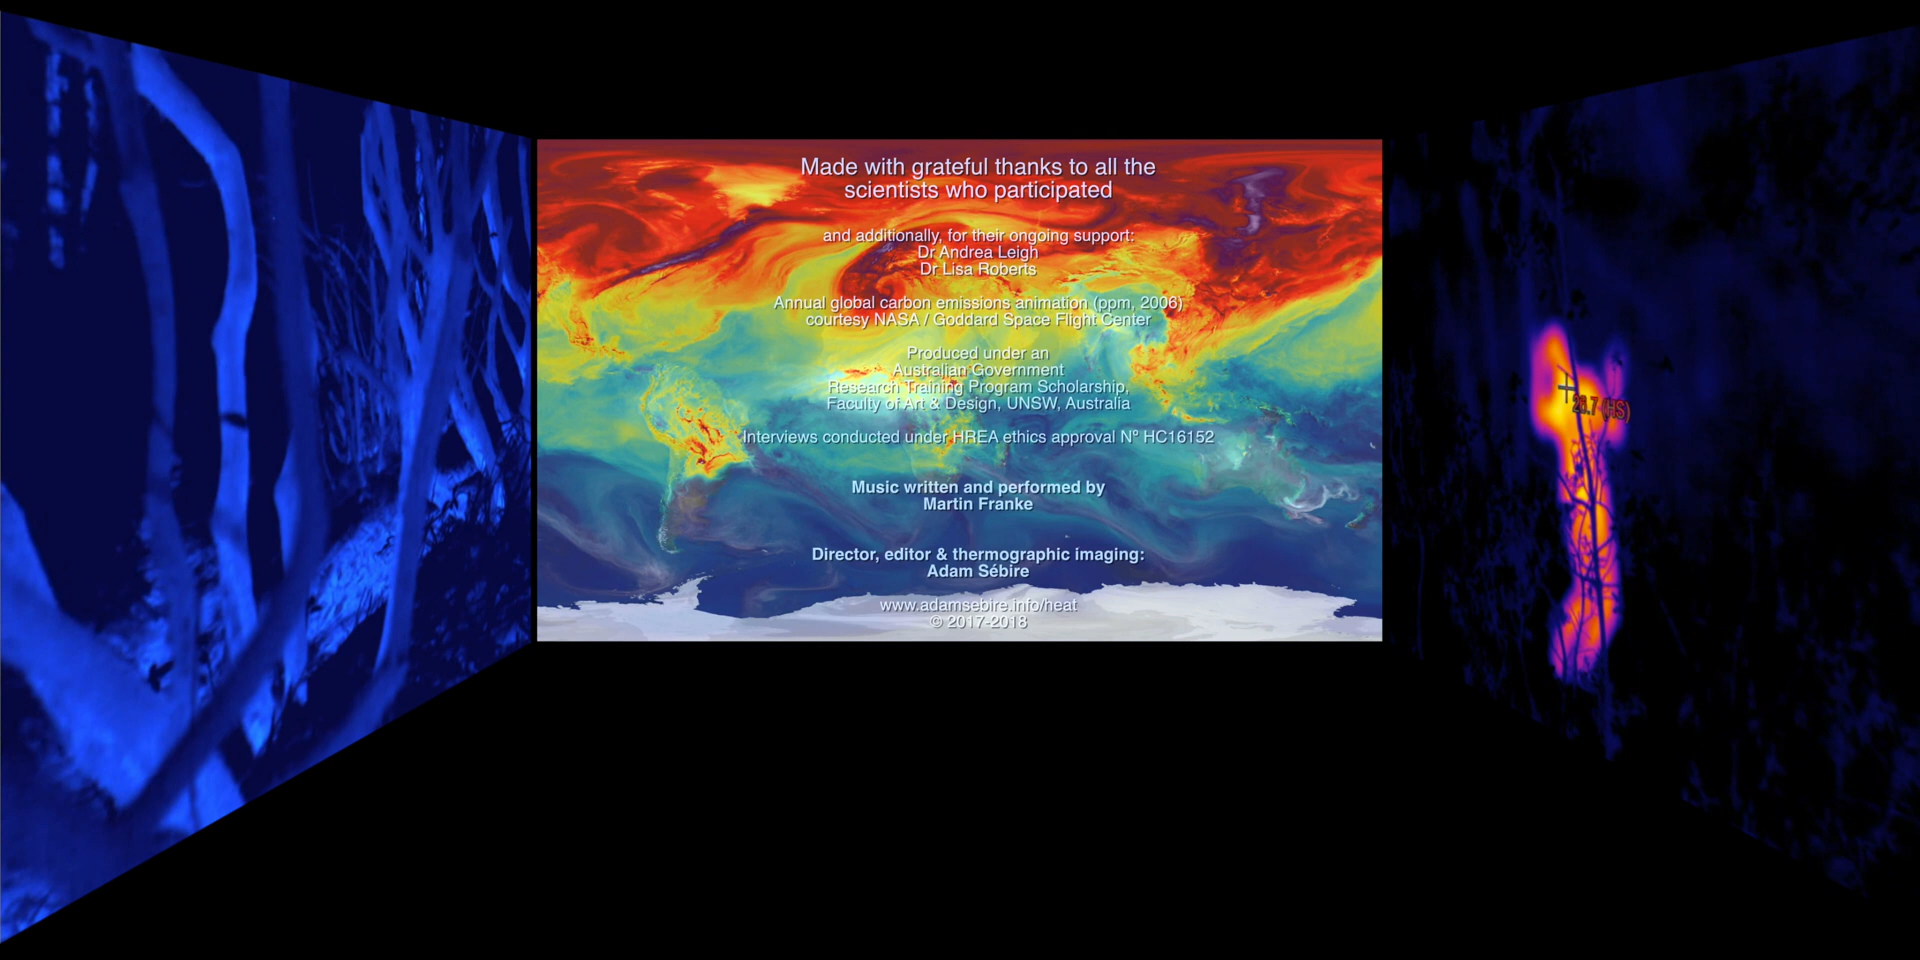 Made with grateful thanks to all the
scientists who participated
and additionally, for their ongoing support:
Dr Andrea Leigh
Dr Lisa Roberts
Annual global carbon emissions animation (ppm, 2006)
courtesy NASA / Goddard Space Flight Center
Produced under an
Australian Government
Research Training Program Scholarship,
Faculty of Art & Design, UNSW, Australia
Interviews conducted under HREA ethics approval Nº HC16152
Music written and performed by
Martin Franke
Director, editor & thermographic imaging:
Adam Sébire
www.adamsebire.info/heat
© 2017-2018
(HS)